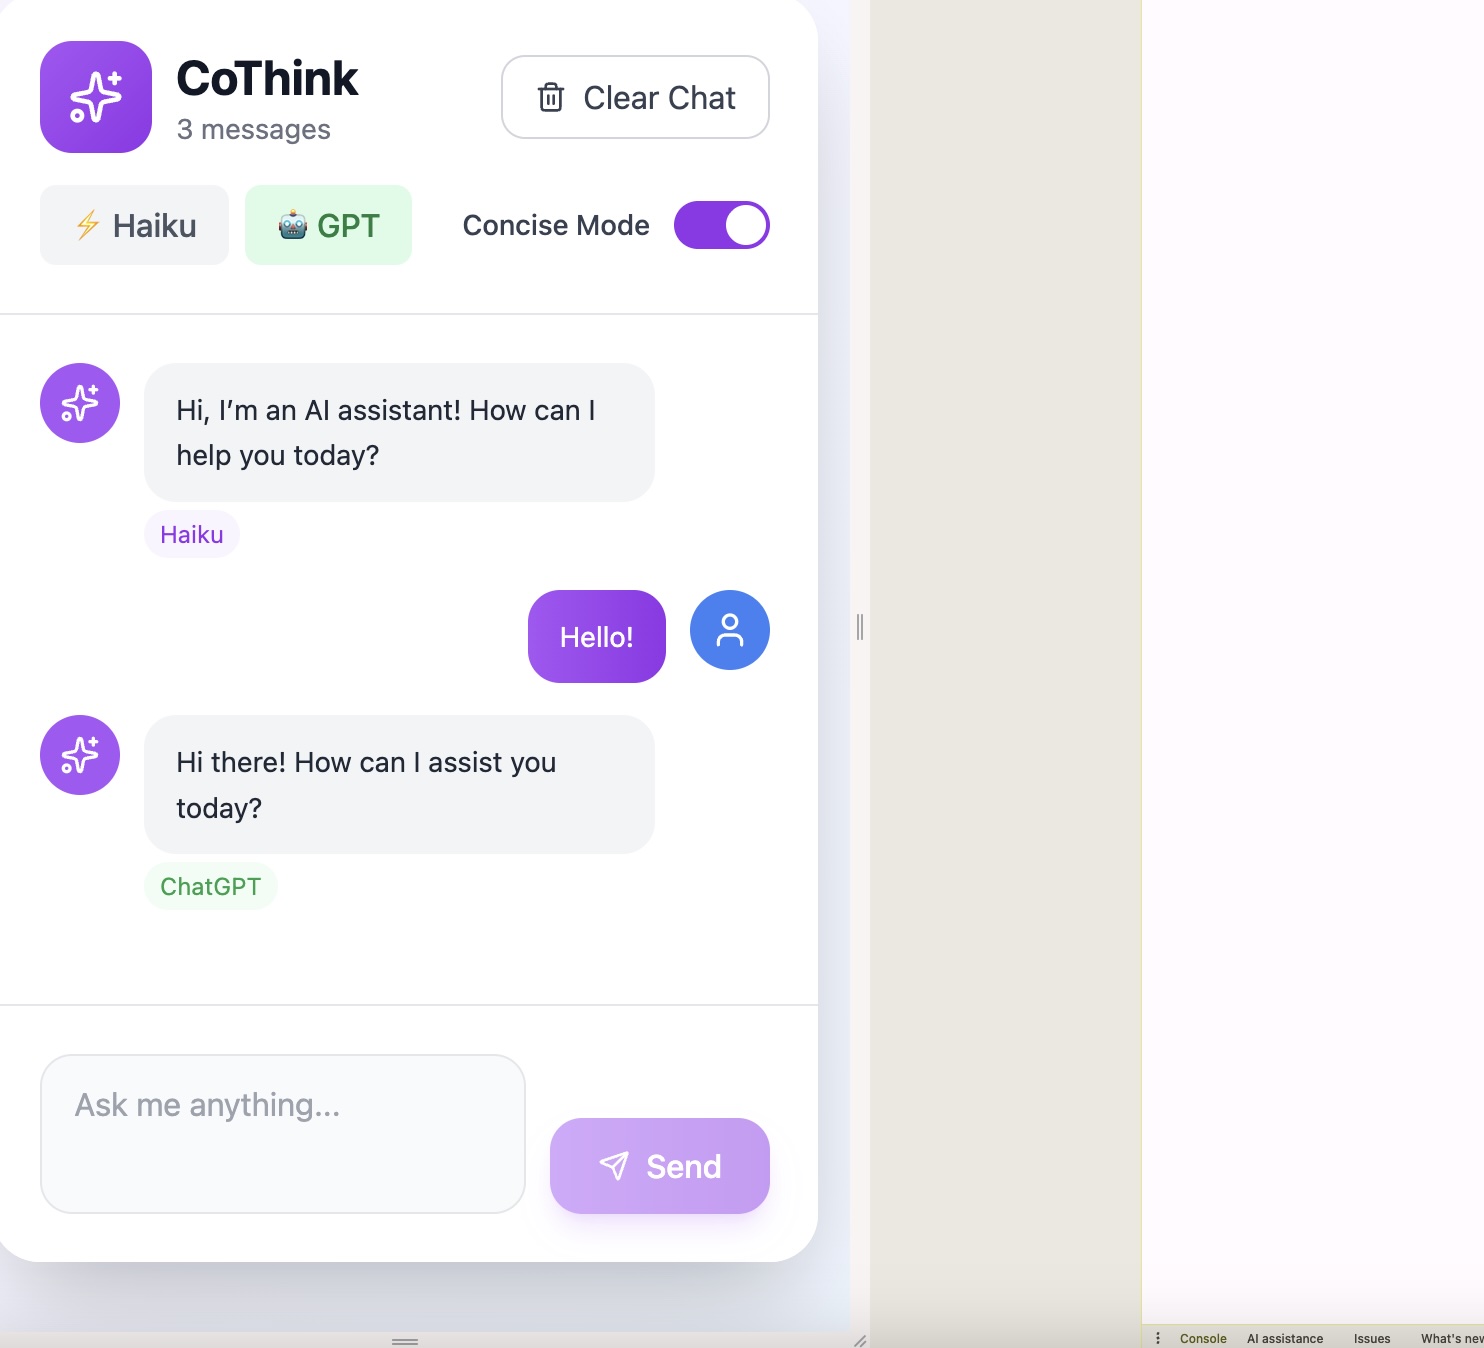 CoThink
3 messages
Clear Chat
Haiku
GPT
Concise Mode
Hi, I’m an AI assistant! How can I
help you today?
Haiku
Hello!
Hi there! How can I assist you
today?
ChatGPT
Ask me anything...
Send
Console AI assistance Issues What's new